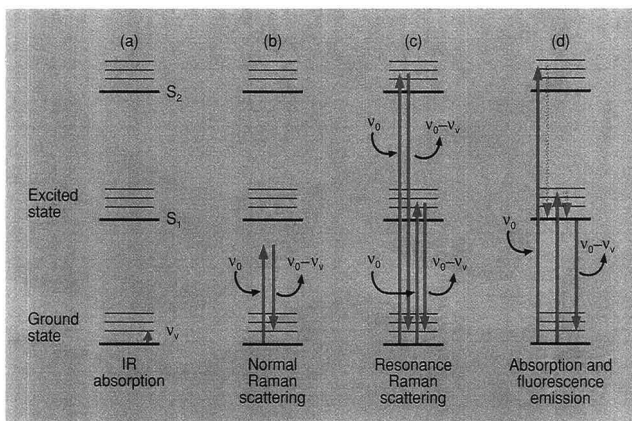 (a) (b) (c) (d)
S₂
ν₀ ν₀–νᵥ
Excited
state
S₁
ν₀ ν₀–νᵥ
ν₀ ν₀–νᵥ
ν₀ ν₀–νᵥ
Ground
state
νᵥ
IR
absorption
Normal
Raman
scattering
Resonance
Raman
scattering
Absorption and
fluorescence
emission